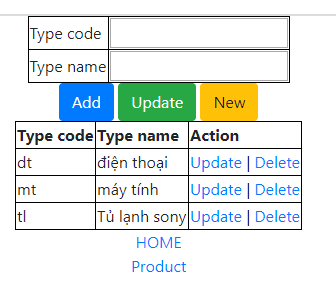 Type code
Type name
Add Update New
Type code Type name Action
dt điện thoại Update | Delete
mt máy tính Update | Delete
tl Tủ lạnh sony Update | Delete
HOME
Product